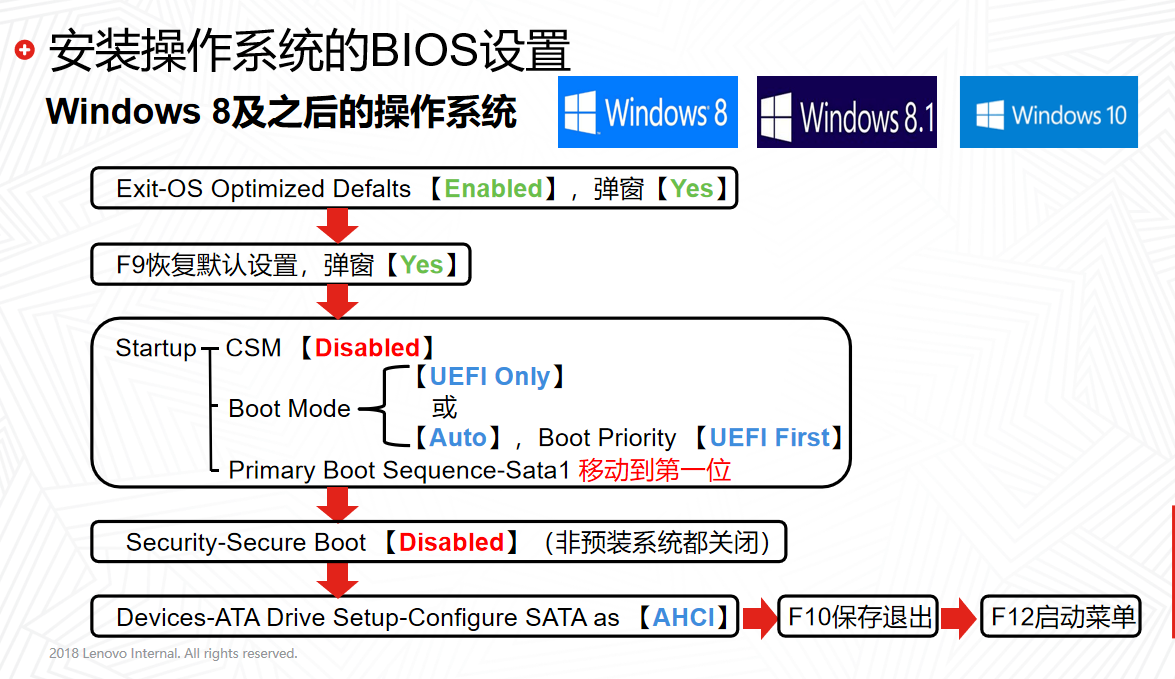 安装操作系统的BIOS设置
Windows 8及之后的操作系统
Windows 8
Windows 8.1
Windows 10
Exit-OS Optimized Defalts 【Enabled】，弹窗【Yes】
F9恢复默认设置，弹窗【Yes】
Startup CSM 【Disabled】
【UEFI Only】
Boot Mode 或
【Auto】，Boot Priority 【UEFI First】
Primary Boot Sequence-Sata1 移动到第一位
Security-Secure Boot 【Disabled】（非预装系统都关闭）
Devices-ATA Drive Setup-Configure SATA as 【AHCI】
F10保存退出
F12启动菜单
2018 Lenovo Internal. All rights reserved.